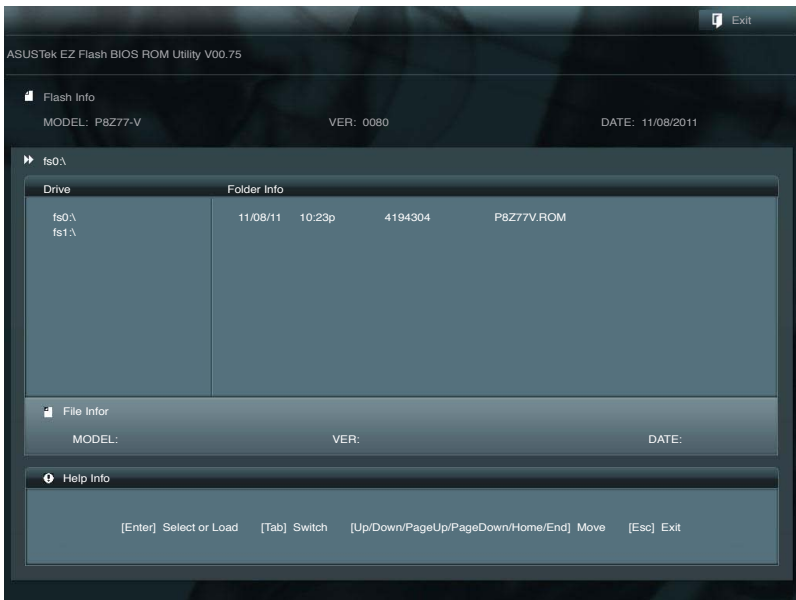 Exit
ASUSTek EZ Flash BIOS ROM Utility V00.75
Flash Info
MODEL: P8Z77-V VER: 0080 DATE: 11/08/2011
fs0:\
Drive Folder Info
fs0:\ 11/08/11 10:23p 4194304 P8Z77V.ROM
fs1:\
File Infor
MODEL: VER: DATE:
Help Info
[Enter] Select or Load [Tab] Switch [Up/Down/PageUp/PageDown/Home/End] Move [Esc] Exit